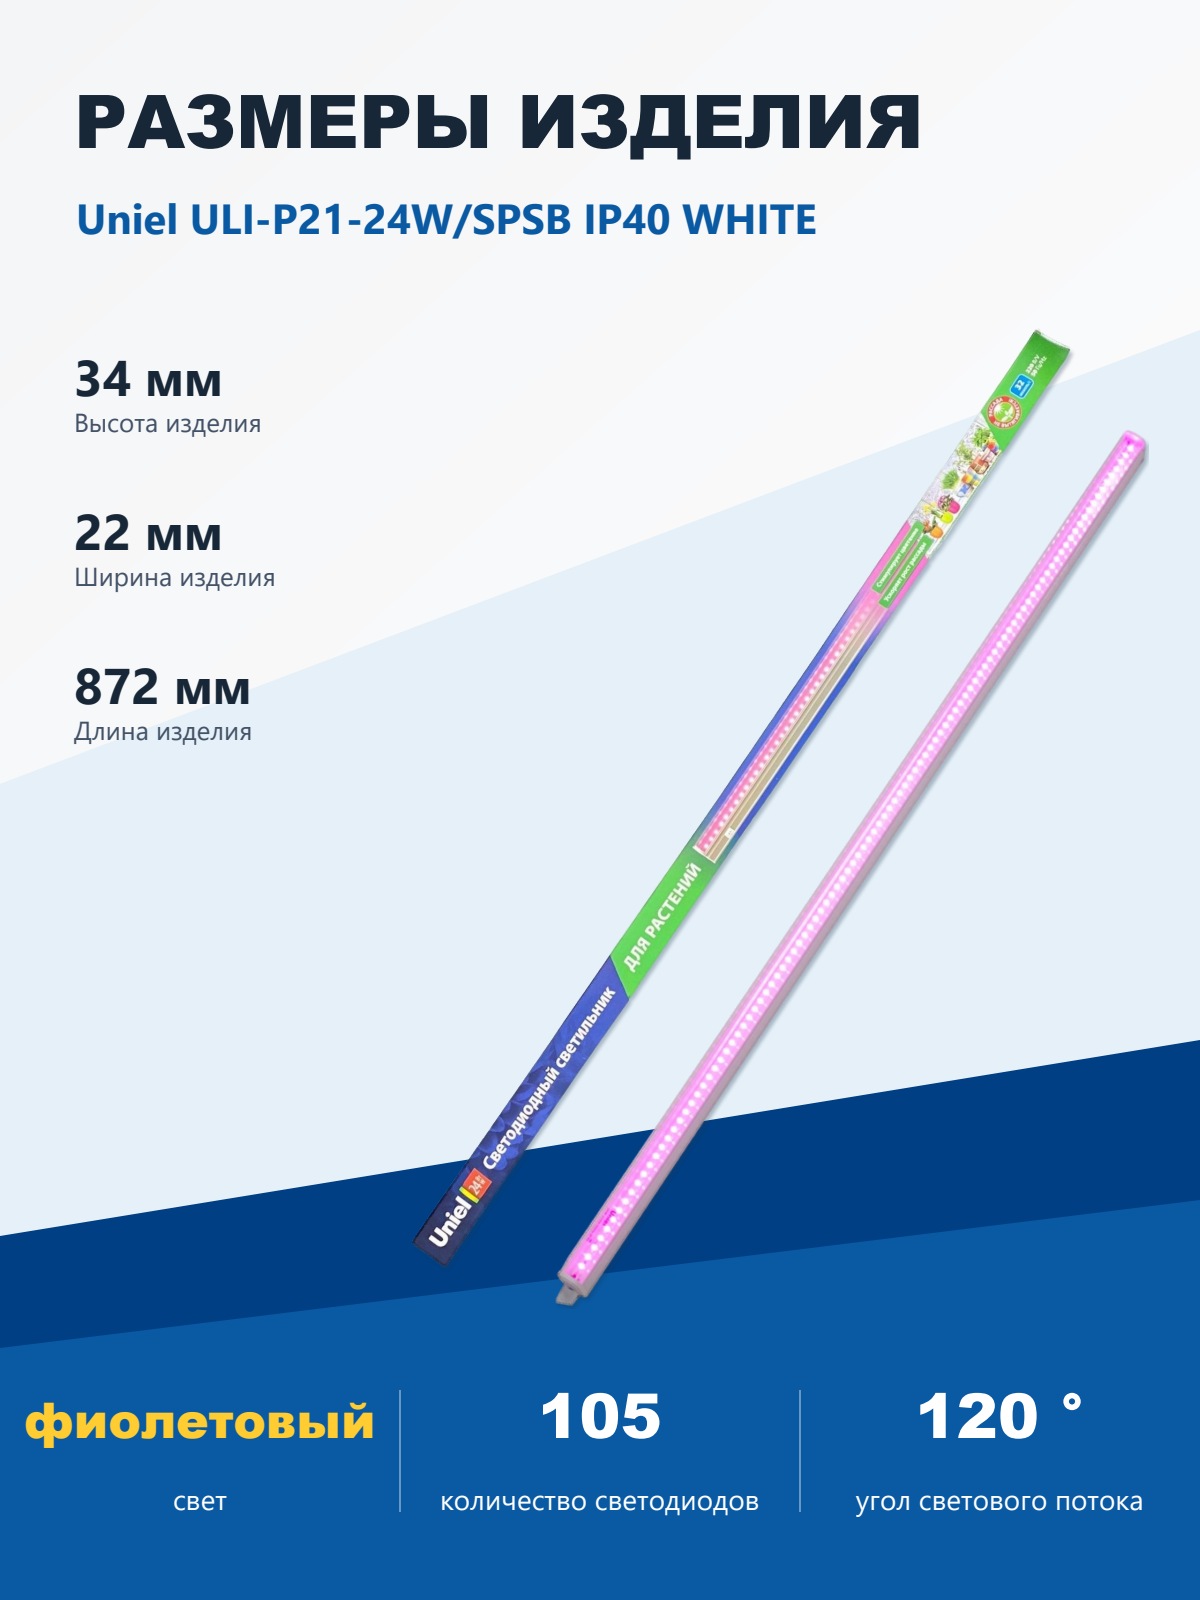 РАЗМЕРЫ ИЗДЕЛИЯ
Uniel ULI-P21-24W/SPSB IP40 WHITE
34 мм
Высота изделия
22 мм
Ширина изделия
872 мм
Длина изделия
Uniel
24
Светодиодный светильник
ДЛЯ РАСТЕНИЙ
фиолетовый
свет
105
количество светодиодов
120 °
угол светового потока